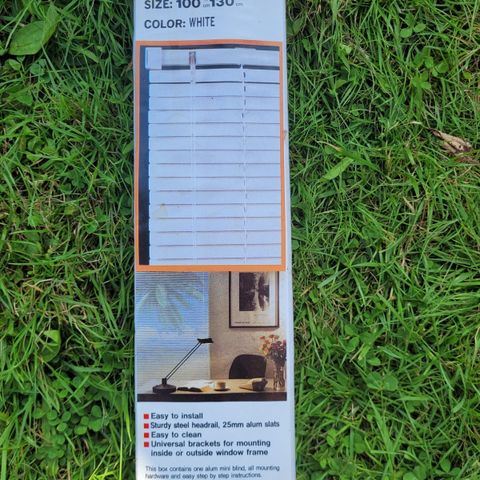 SIZE: 100 cm 130 cm
COLOR: WHITE
Easy to install
Sturdy steel headrail, 25mm alum slats
Easy to clean
Universal brackets for mounting
inside or outside window frame
This box contains one alum mini blind, all mounting
hardware and easy step by step instructions.